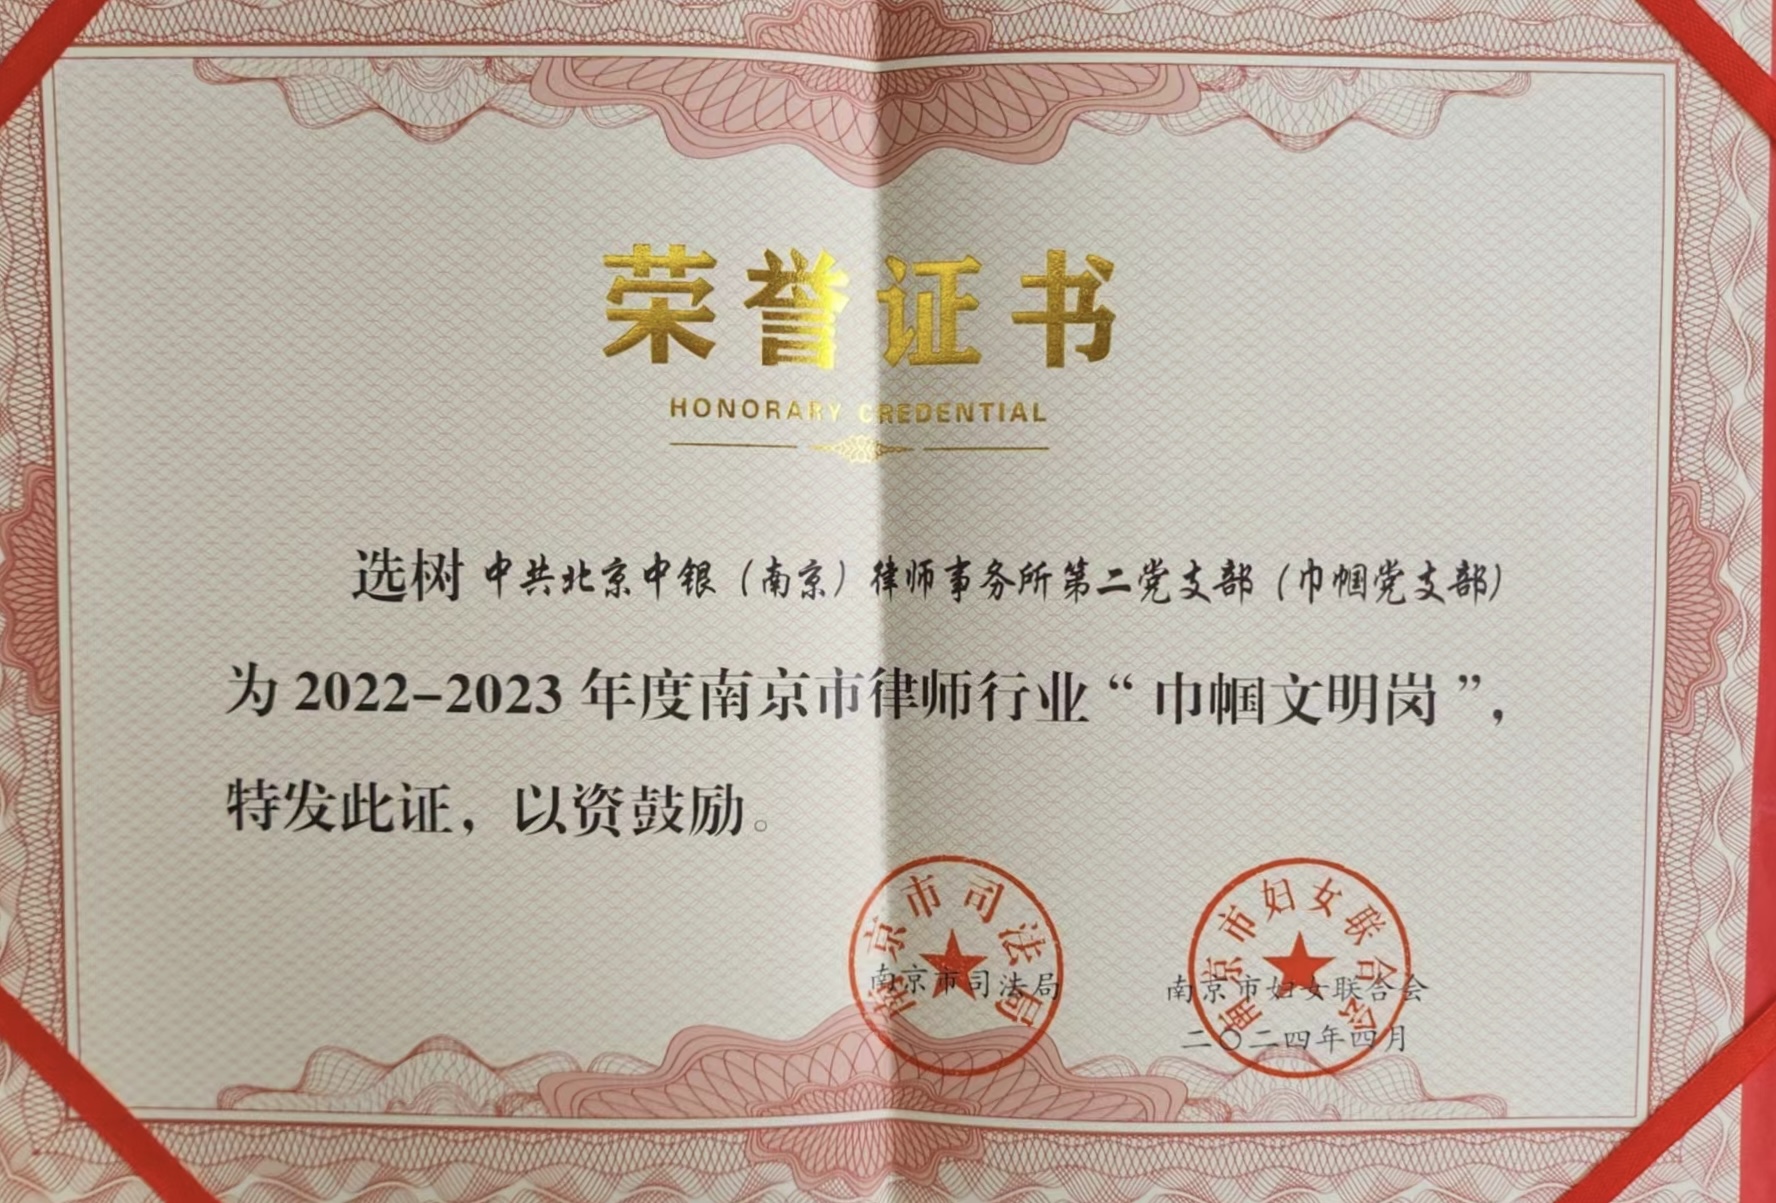 荣誉证书
HONORARY CREDENTIAL
选树 中共北京中银（南京）律师事务所第二党支部（巾帼党支部）
为 2022-2023 年度南京市律师行业“巾帼文明岗”，
特发此证，以资鼓励。
南京市司法局
南京市妇女联合会
南京市司法局
南京市妇女联合会
二〇二四年四月